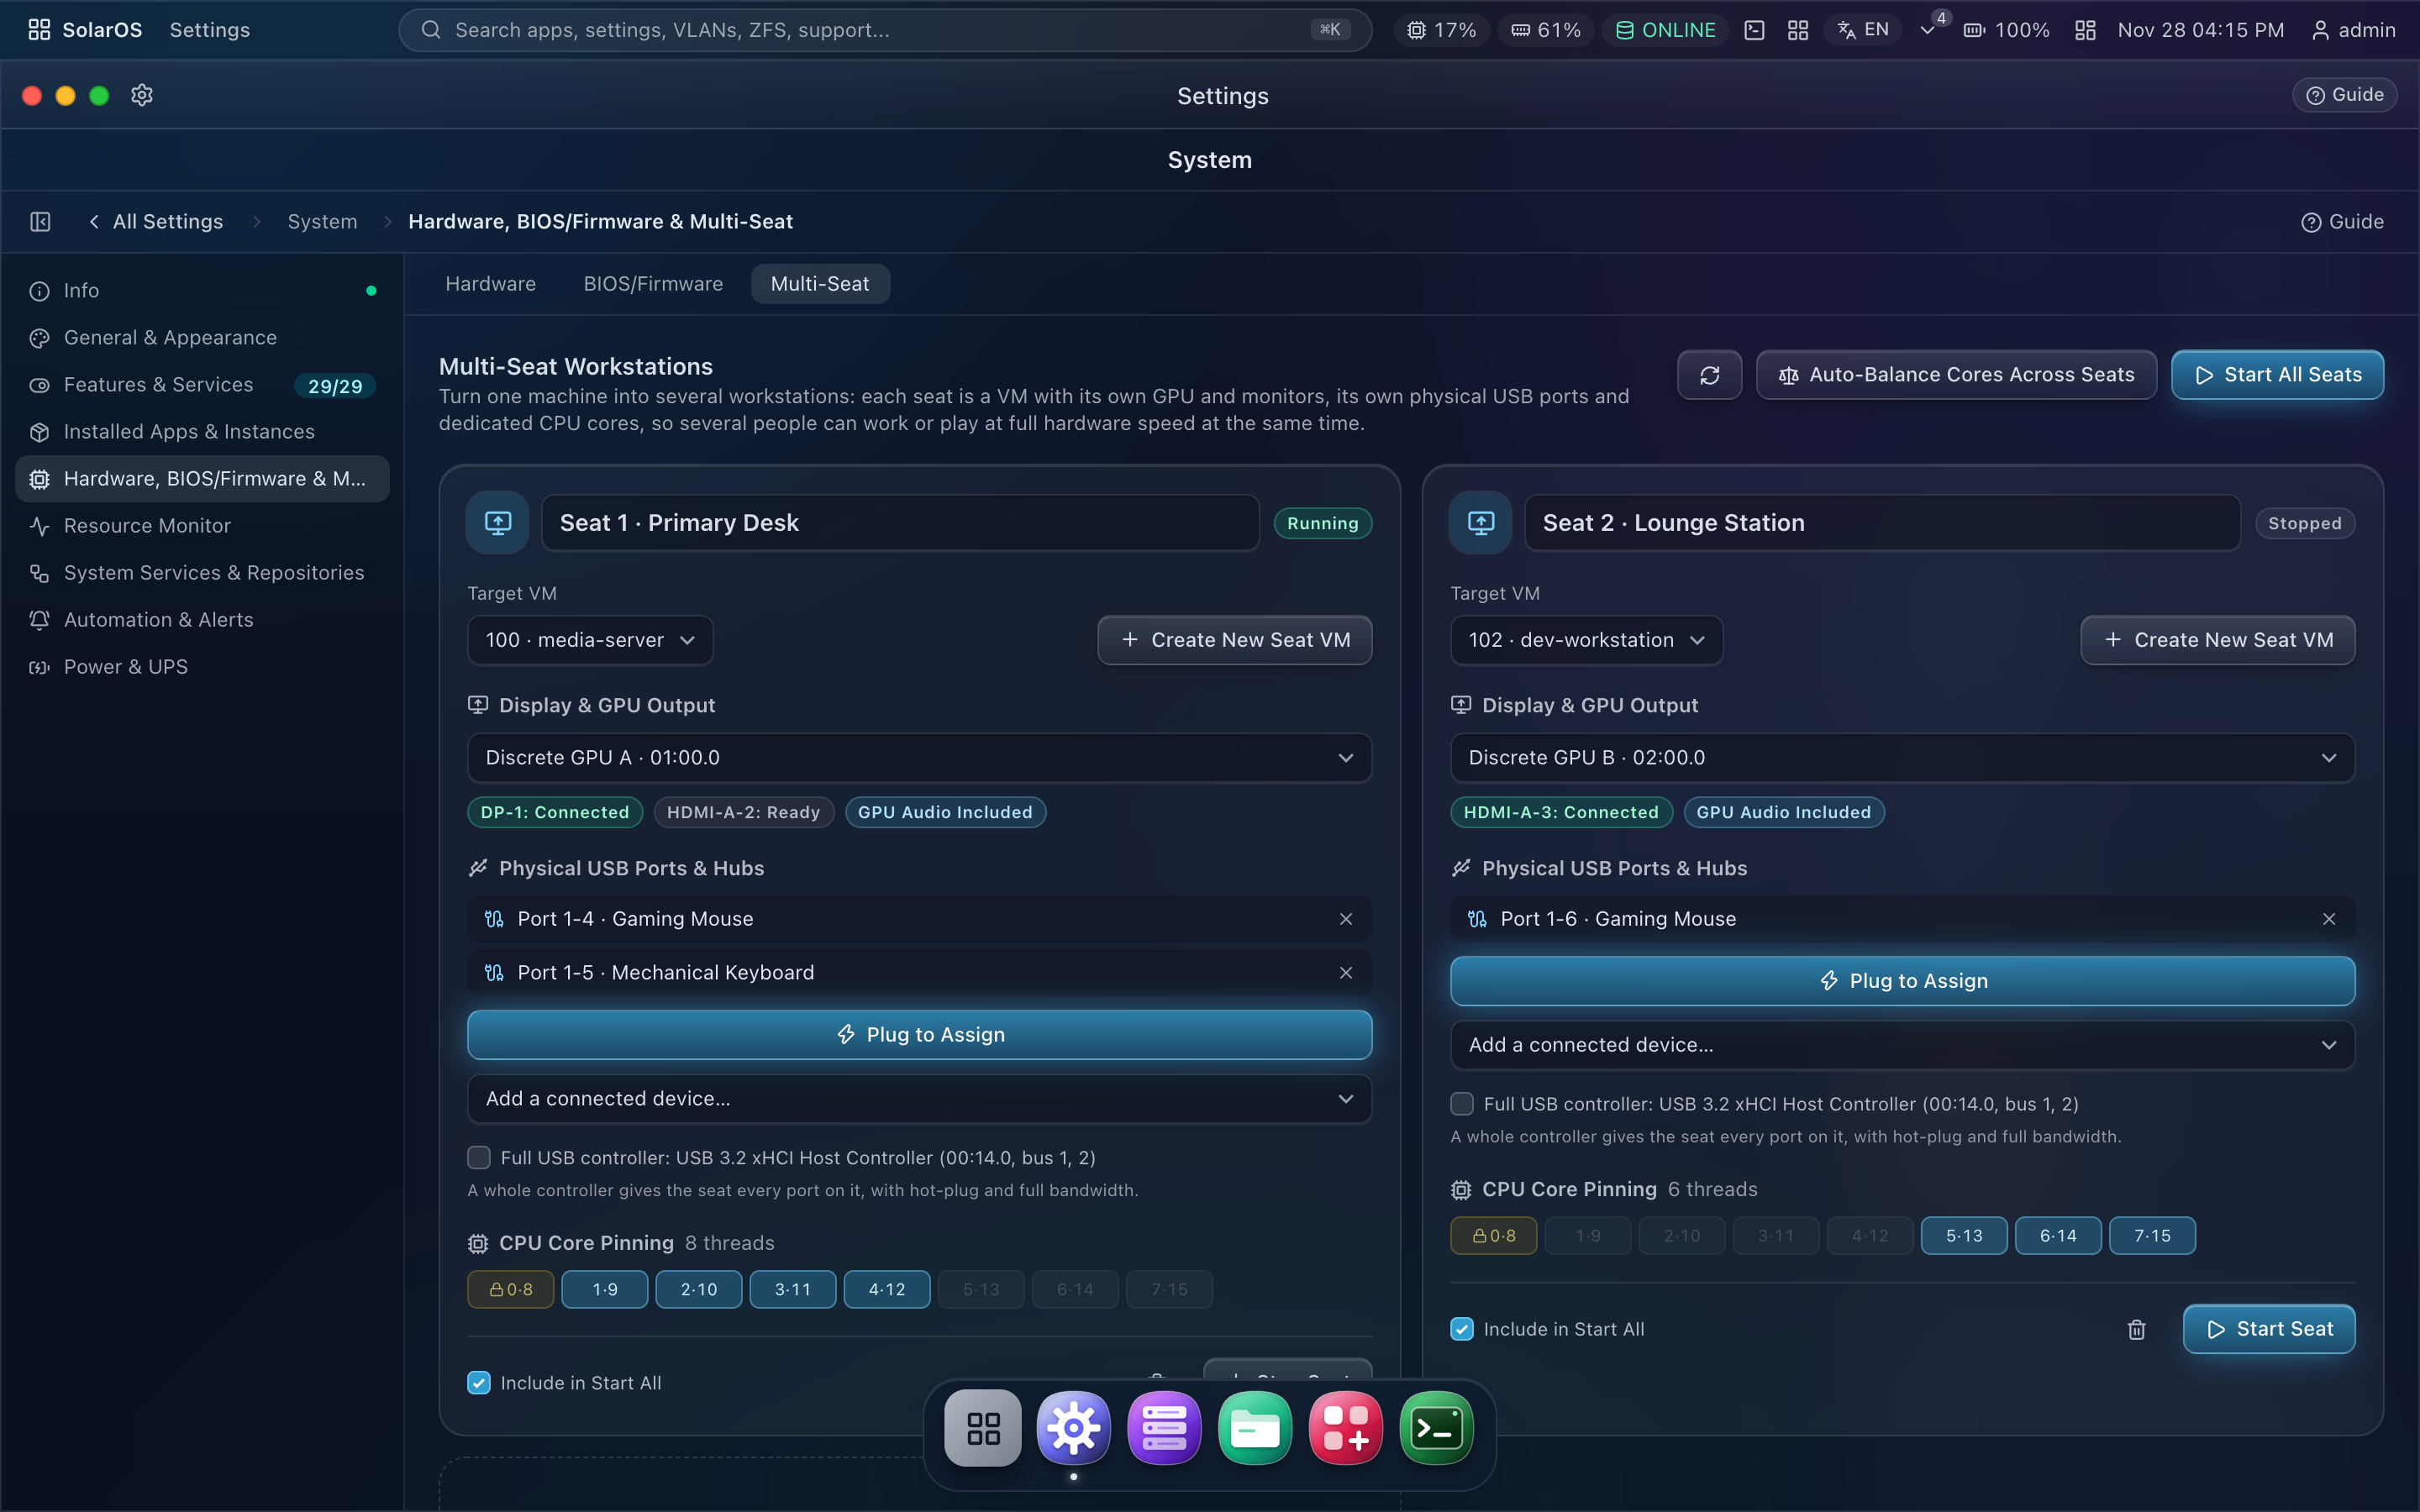 SolarOS Settings Search apps, settings, VLANs, ZFS, support... ⌘K 17% 61% ONLINE EN 4 100% Nov 28 04:15 PM admin
Settings Guide
System
All Settings System Hardware, BIOS/Firmware & Multi-Seat Guide
Info
General & Appearance
Features & Services 29/29
Installed Apps & Instances
Hardware, BIOS/Firmware & M...
Resource Monitor
System Services & Repositories
Automation & Alerts
Power & UPS
Hardware BIOS/Firmware Multi-Seat
Multi-Seat Workstations
Turn one machine into several workstations: each seat is a VM with its own GPU and monitors, its own physical USB ports and
dedicated CPU cores, so several people can work or play at full hardware speed at the same time.
Auto-Balance Cores Across Seats Start All Seats
Seat 1 · Primary Desk Running
Target VM
100 · media-server Create New Seat VM
Display & GPU Output
Discrete GPU A · 01:00.0
DP-1: Connected HDMI-A-2: Ready GPU Audio Included
Physical USB Ports & Hubs
Port 1-4 · Gaming Mouse
Port 1-5 · Mechanical Keyboard
Plug to Assign
Add a connected device...
Full USB controller: USB 3.2 xHCI Host Controller (00:14.0, bus 1, 2)
A whole controller gives the seat every port on it, with hot-plug and full bandwidth.
CPU Core Pinning 8 threads
0·8 1·9 2·10 3·11 4·12 5·13 6·14 7·15
Include in Start All
Seat 2 · Lounge Station Stopped
Target VM
102 · dev-workstation Create New Seat VM
Display & GPU Output
Discrete GPU B · 02:00.0
HDMI-A-3: Connected GPU Audio Included
Physical USB Ports & Hubs
Port 1-6 · Gaming Mouse
Plug to Assign
Add a connected device...
Full USB controller: USB 3.2 xHCI Host Controller (00:14.0, bus 1, 2)
A whole controller gives the seat every port on it, with hot-plug and full bandwidth.
CPU Core Pinning 6 threads
0·8 1·9 2·10 3·11 4·12 5·13 6·14 7·15
Include in Start All Start Seat